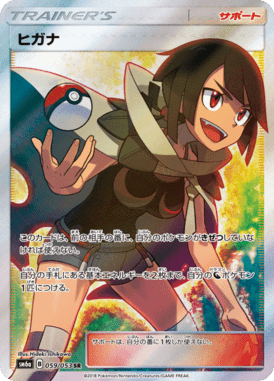 TRAINER'S
サポート
ヒガナ
このカードは、前の相手の番に、自分のポケモンがきぜつしていな
ければ使えない。
自分の手札にある基本エネルギーを2枚まで、自分のポケモン
1匹につける。
サポートは、自分の番に1枚しか使えない。
Illus. Hideki Ishikawa
SM6a 059/053 SR
©2018 Pokémon/Nintendo/Creatures/GAME FREAK.